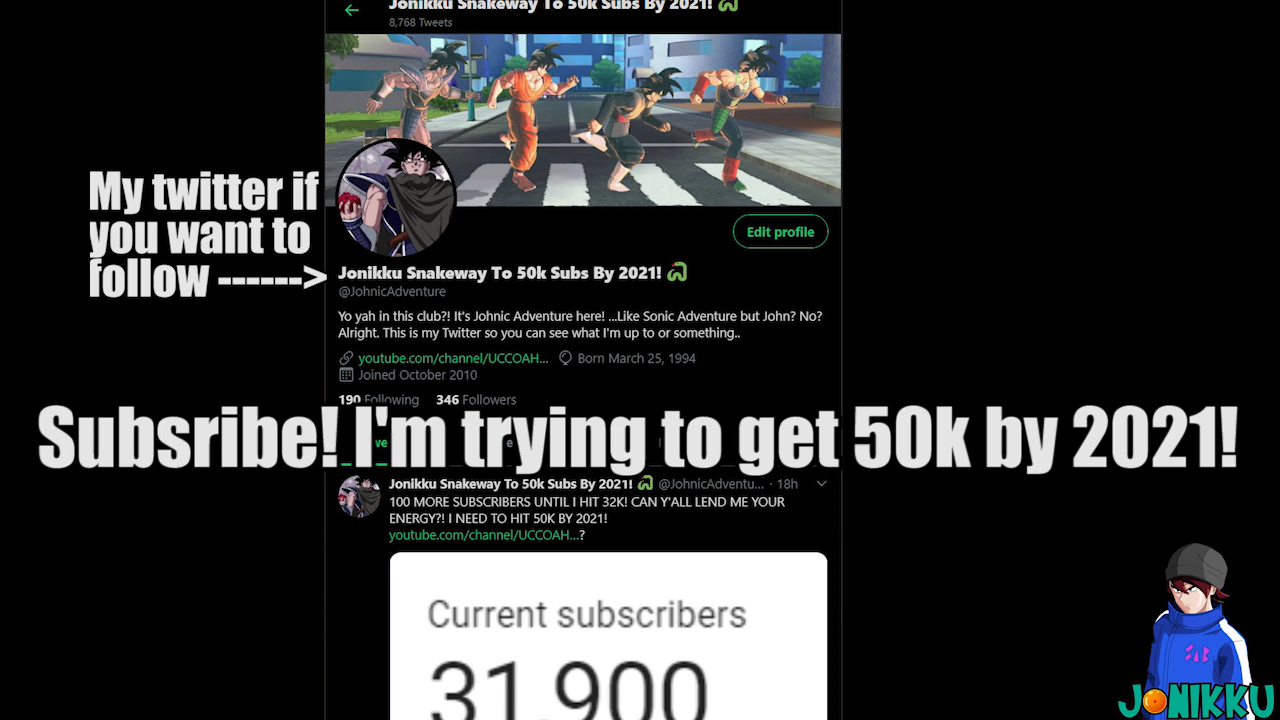 Jonikku Snakeway To 50k Subs By 2021!
8,768 Tweets
My twitter if
you want to
follow ------>
Edit profile
Jonikku Snakeway To 50k Subs By 2021!
@JohnicAdventure
Yo yah in this club?! It's Johnic Adventure here! ...Like Sonic Adventure but John? No?
Alright. This is my Twitter so you can see what I'm up to or something..
youtube.com/channel/UCCOAH... Born March 25, 1994
Joined October 2010
190 Following 346 Followers
Subsribe! I'm trying to get 50k by 2021!
Jonikku Snakeway To 50k Subs By 2021! @JohnicAdventu... · 18h
100 MORE SUBSCRIBERS UNTIL I HIT 32K! CAN Y'ALL LEND ME YOUR
ENERGY?! I NEED TO HIT 50K BY 2021!
youtube.com/channel/UCCOAH...?
Current subscribers
31,900
JONIKKU